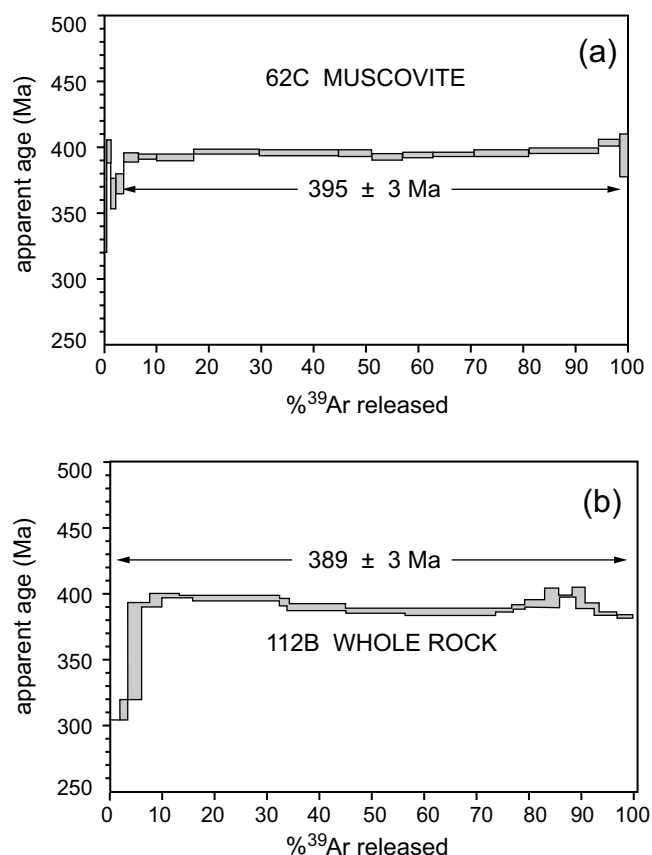 500
(a)
62C MUSCOVITE
450
400
395 ± 3 Ma
350
300
250
apparent age (Ma)
0 10 20 30 40 50 60 70 80 90 100
%³⁹Ar released
500
(b)
450
389 ± 3 Ma
400
112B WHOLE ROCK
350
300
250
apparent age (Ma)
0 10 20 30 40 50 60 70 80 90 100
%³⁹Ar released